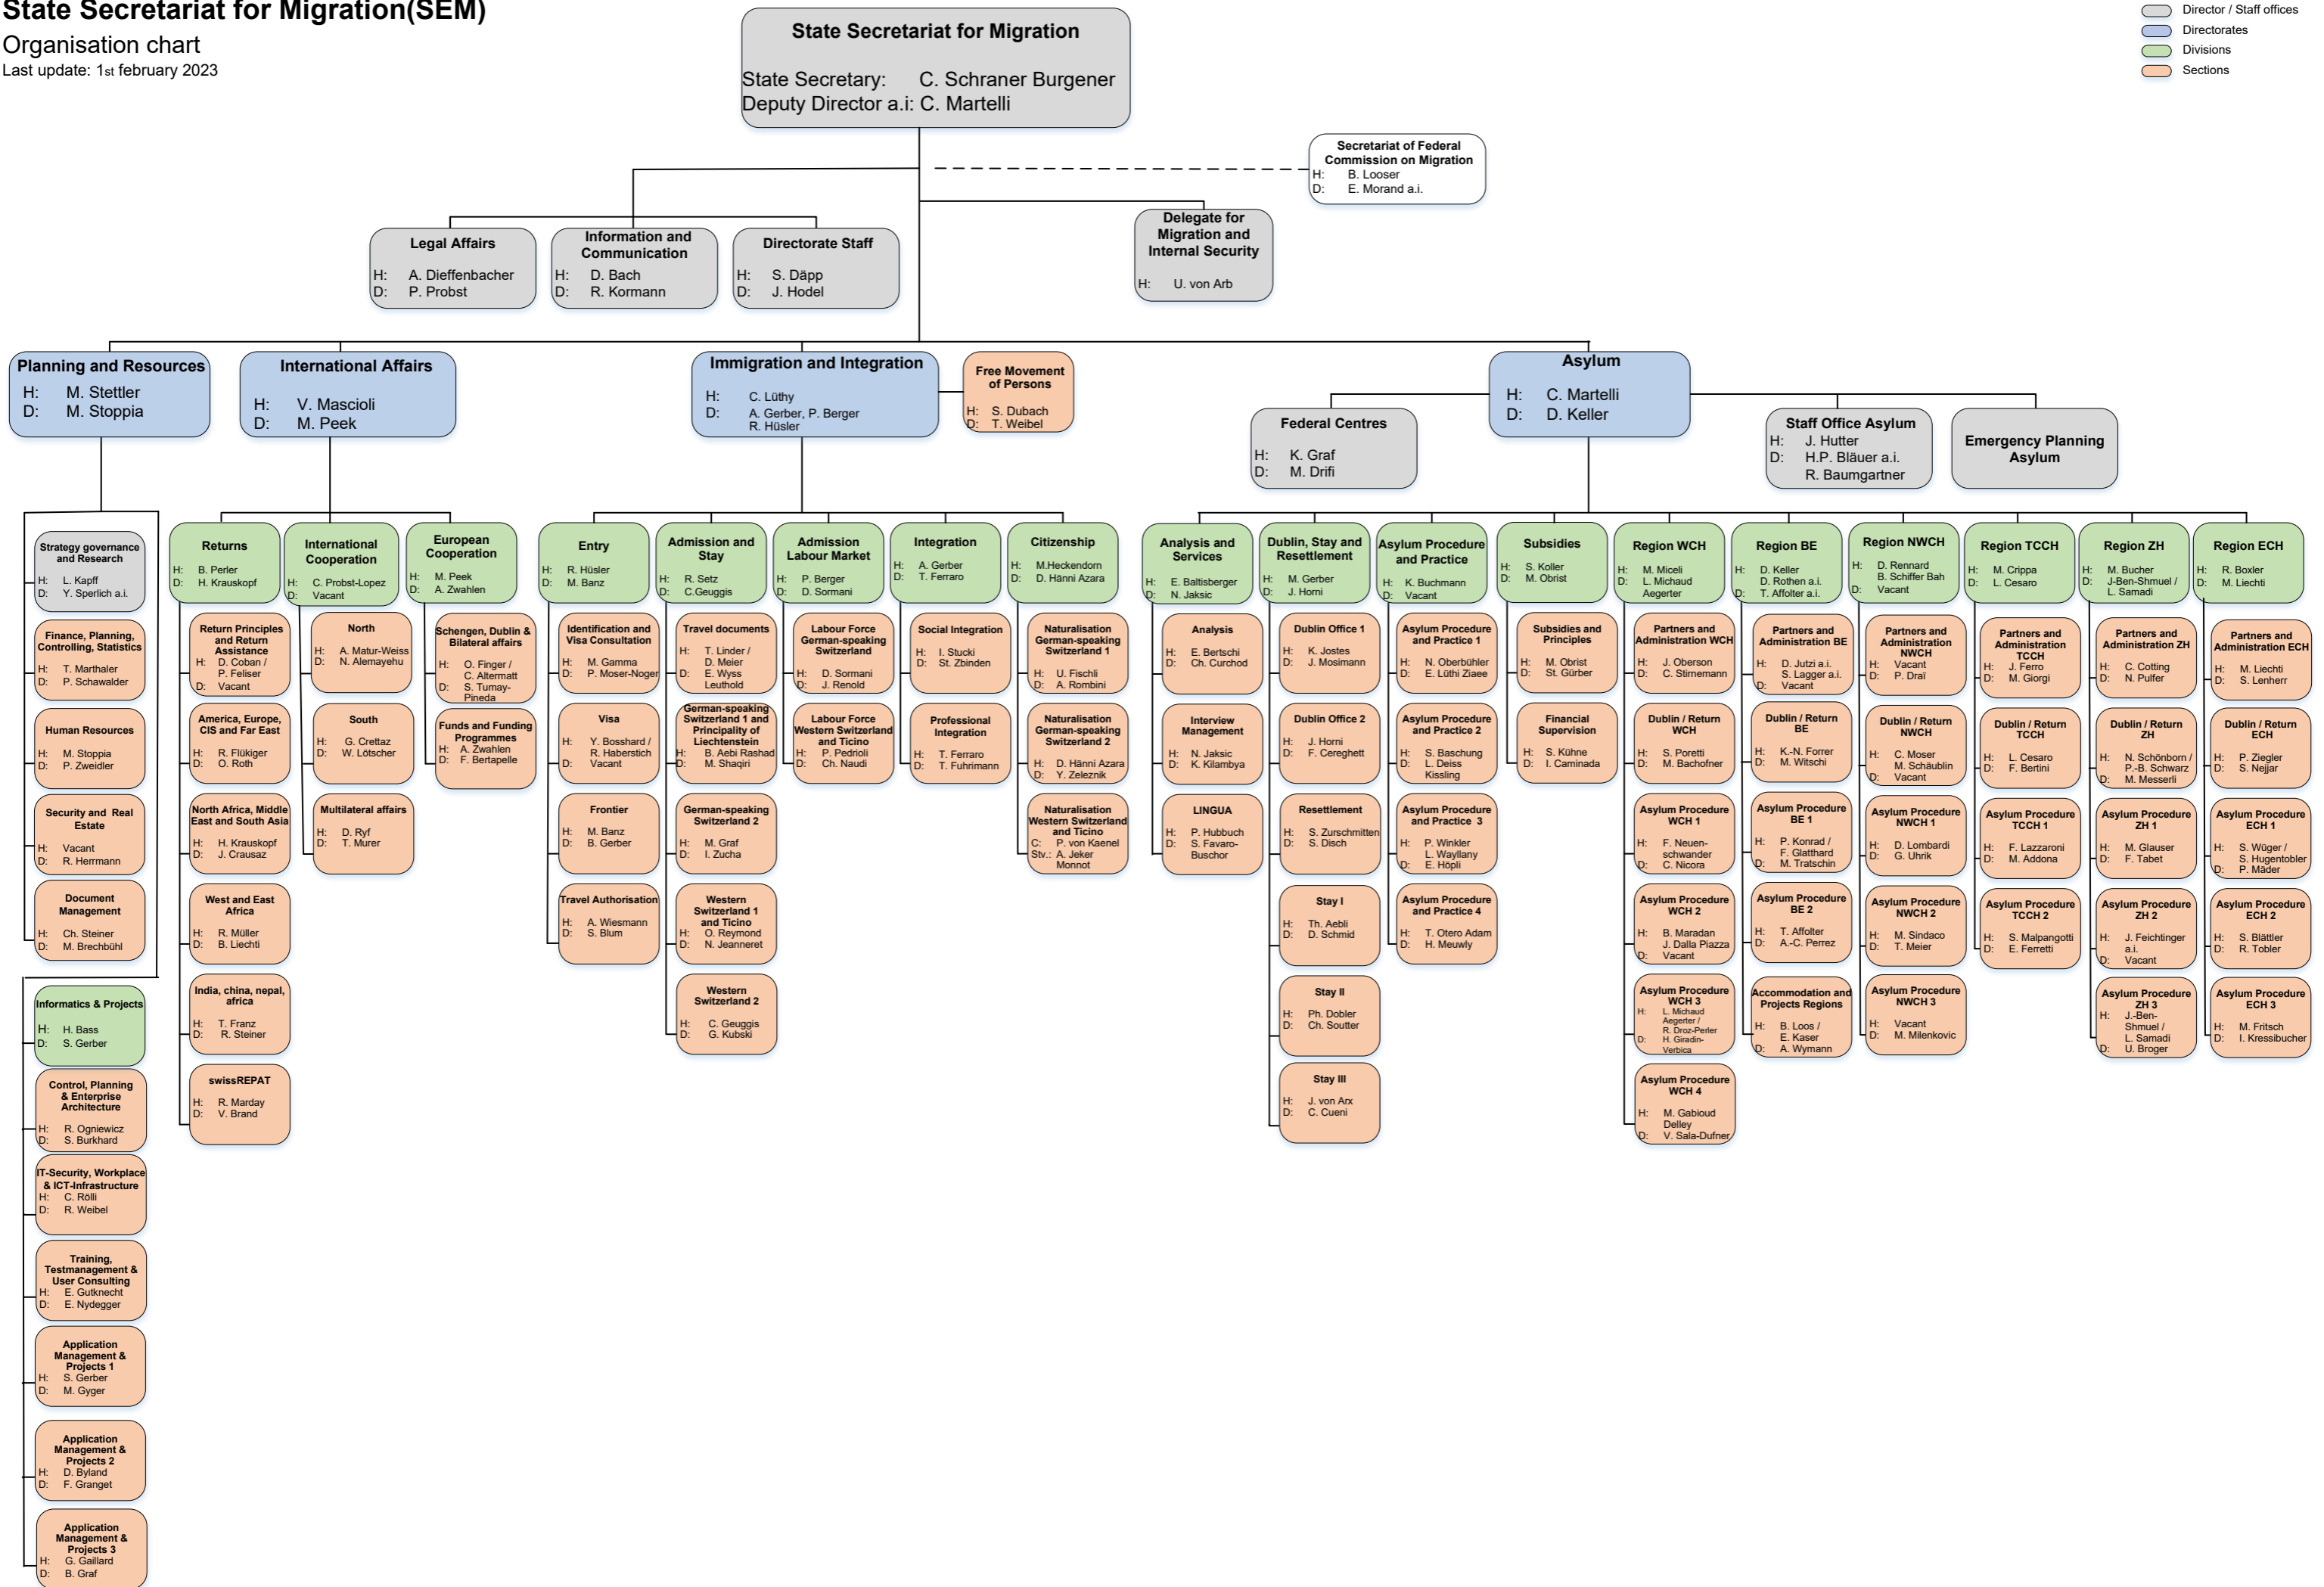 State Secretariat for Migration(SEM)
Organisation chart
Last update: 1st february 2023
Director / Staff offices
Directorates
Divisions
Sections
State Secretariat for Migration
State Secretary: C. Schraner Burgener
Deputy Director a.i: C. Martelli
Secretariat of Federal
Commission on Migration
H: B. Looser
D: E. Morand a.i.
Legal Affairs
H: A. Dieffenbacher
D: P. Probst
Information and
Communication
H: D. Bach
D: R. Kormann
Directorate Staff
H: S. Däpp
D: J. Hodel
Delegate for
Migration and
Internal Security
H: U. von Arb
Planning and Resources
H: M. Stettler
D: M. Stoppia
International Affairs
H: V. Mascioli
D: M. Peek
Immigration and Integration
H: C. Lüthy
D: A. Gerber, P. Berger
R. Hüsler
Free Movement
of Persons
H: S. Dubach
D: T. Weibel
Asylum
H: C. Martelli
D: D. Keller
Federal Centres
H: K. Graf
D: M. Drifi
Staff Office Asylum
H: J. Hutter
D: H.P. Bläuer a.i.
R. Baumgartner
Emergency Planning
Asylum
Strategy governance
and Research
H: L. Kapff
D: Y. Sperlich a.i.
Finance, Planning,
Controlling, Statistics
H: T. Marthaler
D: P. Schawalder
Human Resources
H: M. Stoppia
D: P. Zweidler
Security and Real
Estate
H: Vacant
D: R. Herrmann
Document
Management
H: Ch. Steiner
D: M. Brechbühl
Informatics & Projects
H: H. Bass
D: S. Gerber
Control, Planning
& Enterprise
Architecture
H: R. Ogniewicz
D: S. Burkhard
IT-Security, Workplace
& ICT-Infrastructure
H: C. Rölli
D: R. Weibel
Training,
Testmanagement &
User Consulting
H: E. Gutknecht
D: E. Nydegger
Application
Management &
Projects 1
H: S. Gerber
D: M. Gyger
Application
Management &
Projects 2
H: D. Byland
D: F. Granget
Application
Management &
Projects 3
H: G. Gaillard
D: B. Graf
Returns
H: B. Perler
D: H. Krauskopf
Return Principles
and Return
Assistance
H: D. Coban /
P. Feliser
D: Vacant
America, Europe,
CIS and Far East
H: R. Flükiger
D: O. Roth
North Africa, Middle
East and South Asia
H: H. Krauskopf
D: J. Crausaz
West and East
Africa
H: R. Müller
D: B. Liechti
India, china, nepal,
africa
H: T. Franz
D: R. Steiner
swissREPAT
H: R. Marday
D: V. Brand
International
Cooperation
H: C. Probst-Lopez
D: Vacant
North
H: A. Matur-Weiss
D: N. Alemayehu
South
H: G. Crettaz
D: W. Lötscher
Multilateral affairs
H: D. Ryf
D: T. Murer
European
Cooperation
H: M. Peek
D: A. Zwahlen
Schengen, Dublin &
Bilateral affairs
H: O. Finger /
C. Altermatt
D: S. Tumay-
Pineda
Funds and Funding
Programmes
H: A. Zwahlen
D: F. Bertapelle
Entry
H: R. Hüsler
D: M. Banz
Identification and
Visa Consultation
H: M. Gamma
D: P. Moser-Noger
Visa
H: Y. Bosshard /
R. Haberstich
D: Vacant
Frontier
H: M. Banz
D: B. Gerber
Travel Authorisation
H: A. Wiesmann
D: S. Blum
Admission and
Stay
H: R. Setz
D: C.Geuggis
Travel documents
H: T. Linder /
D. Meier
D: E. Wyss
Leuthold
German-speaking
Switzerland 1 and
Principality of
Liechtenstein
H: B. Aebi Rashad
D: M. Shaqiri
German-speaking
Switzerland 2
H: M. Graf
D: I. Zucha
Western
Switzerland 1
and Ticino
H: O. Reymond
D: N. Jeanneret
Western
Switzerland 2
H: C. Geuggis
D: G. Kubski
Admission
Labour Market
H: P. Berger
D: D. Sormani
Labour Force
German-speaking
Switzerland
H: D. Sormani
D: J. Renold
Labour Force
Western Switzerland
and Ticino
H: P. Pedrioli
D: Ch. Naudi
Integration
H: A. Gerber
D: T. Ferraro
Social Integration
H: I. Stucki
D: St. Zbinden
Professional
Integration
H: T. Ferraro
D: T. Fuhrimann
Citizenship
H: M.Heckendorn
D: D. Hänni Azara
Naturalisation
German-speaking
Switzerland 1
H: U. Fischli
D: A. Rombini
Naturalisation
German-speaking
Switzerland 2
H: D. Hänni Azara
D: Y. Zeleznik
Naturalisation
Western Switzerland
and Ticino
C: P. von Kaenel
Stv.: A. Jeker
Monnot
Analysis and
Services
H: E. Baltisberger
D: N. Jaksic
Analysis
H: E. Bertschi
D: Ch. Curchod
Interview
Management
H: N. Jaksic
D: K. Kilambya
LINGUA
H: P. Hubbuch
D: S. Favaro-
Buschor
Dublin, Stay and
Resettlement
H: M. Gerber
D: J. Horni
Dublin Office 1
H: K. Jostes
D: J. Mosimann
Dublin Office 2
H: J. Horni
D: F. Cereghett
Resettlement
H: S. Zurschmitten
D: S. Disch
Stay I
H: Th. Aebli
D: D. Schmid
Stay II
H: Ph. Dobler
D: Ch. Soutter
Stay III
H: J. von Arx
D: C. Cueni
Asylum Procedure
and Practice
H: K. Buchmann
D: Vacant
Asylum Procedure
and Practice 1
H: N. Oberbühler
D: E. Lüthi Ziaee
Asylum Procedure
and Practice 2
H: S. Baschung
D: L. Deiss
Kissling
Asylum Procedure
and Practice 3
H: P. Winkler
L. Wayllany
D: E. Höpli
Asylum Procedure
and Practice 4
H: T. Otero Adam
D: H. Meuwly
Subsidies
H: S. Koller
D: M. Obrist
Subsidies and
Principles
H: M. Obrist
D: St. Gürber
Financial
Supervision
H: S. Kühne
D: I. Caminada
Region WCH
H: M. Miceli
D: L. Michaud
Aegerter
Partners and
Administration WCH
H: J. Oberson
D: C. Stirnemann
Dublin / Return
WCH
H: S. Poretti
D: M. Bachofner
Asylum Procedure
WCH 1
H: F. Neuen-
schwander
D: C. Nicora
Asylum Procedure
WCH 2
H: B. Maradan
J. Dalla Piazza
D: Vacant
Asylum Procedure
WCH 3
H: L. Michaud
Aegerter /
R. Droz-Perler
D: H. Giradin-
Verbica
Asylum Procedure
WCH 4
H: M. Gabioud
Delley
D: V. Sala-Dufner
Region BE
H: D. Keller
D. Rothen a.i.
D: T. Affolter a.i.
Partners and
Administration BE
H: D. Jutzi a.i.
S. Lagger a.i.
D: Vacant
Dublin / Return
BE
H: K.-N. Forrer
D: M. Witschi
Asylum Procedure
BE 1
H: P. Konrad /
F. Glatthard
D: M. Tratschin
Asylum Procedure
BE 2
H: T. Affolter
D: A.-C. Perrez
Accommodation and
Projects Regions
H: B. Loos /
E. Kaser
D: A. Wymann
Region NWCH
H: D. Rennard
B. Schiffer Bah
D: Vacant
Partners and
Administration
NWCH
H: Vacant
D: P. Draï
Dublin / Return
NWCH
H: C. Moser
M. Schäublin
D: Vacant
Asylum Procedure
NWCH 1
H: D. Lombardi
D: G. Uhrik
Asylum Procedure
NWCH 2
H: M. Sindaco
D: T. Meier
Asylum Procedure
NWCH 3
H: Vacant
D: M. Milenkovic
Region TCCH
H: M. Crippa
D: L. Cesaro
Partners and
Administration
TCCH
H: J. Ferro
D: M. Giorgi
Dublin / Return
TCCH
H: L. Cesaro
D: F. Bertini
Asylum Procedure
TCCH 1
H: F. Lazzaroni
D: M. Addona
Asylum Procedure
TCCH 2
H: S. Malpangotti
D: E. Ferretti
Region ZH
H: M. Bucher
D: J-Ben-Shmuel /
L. Samadi
Partners and
Administration ZH
H: C. Cotting
D: N. Pulfer
Dublin / Return
ZH
H: N. Schönborn /
P.-B. Schwarz
D: M. Messerli
Asylum Procedure
ZH 1
H: M. Glauser
D: F. Tabet
Asylum Procedure
ZH 2
H: J. Feichtinger
a.i.
D: Vacant
Asylum Procedure
ZH 3
H: J.-Ben-
Shmuel /
L. Samadi
D: U. Broger
Region ECH
H: R. Boxler
D: M. Liechti
Partners and
Administration ECH
H: M. Liechti
D: S. Lenherr
Dublin / Return
ECH
H: P. Ziegler
D: S. Nejjar
Asylum Procedure
ECH 1
H: S. Wüger /
S. Hugentobler
D: P. Mäder
Asylum Procedure
ECH 2
H: S. Blättler
D: R. Tobler
Asylum Procedure
ECH 3
H: M. Fritsch
D: I. Kressibucher